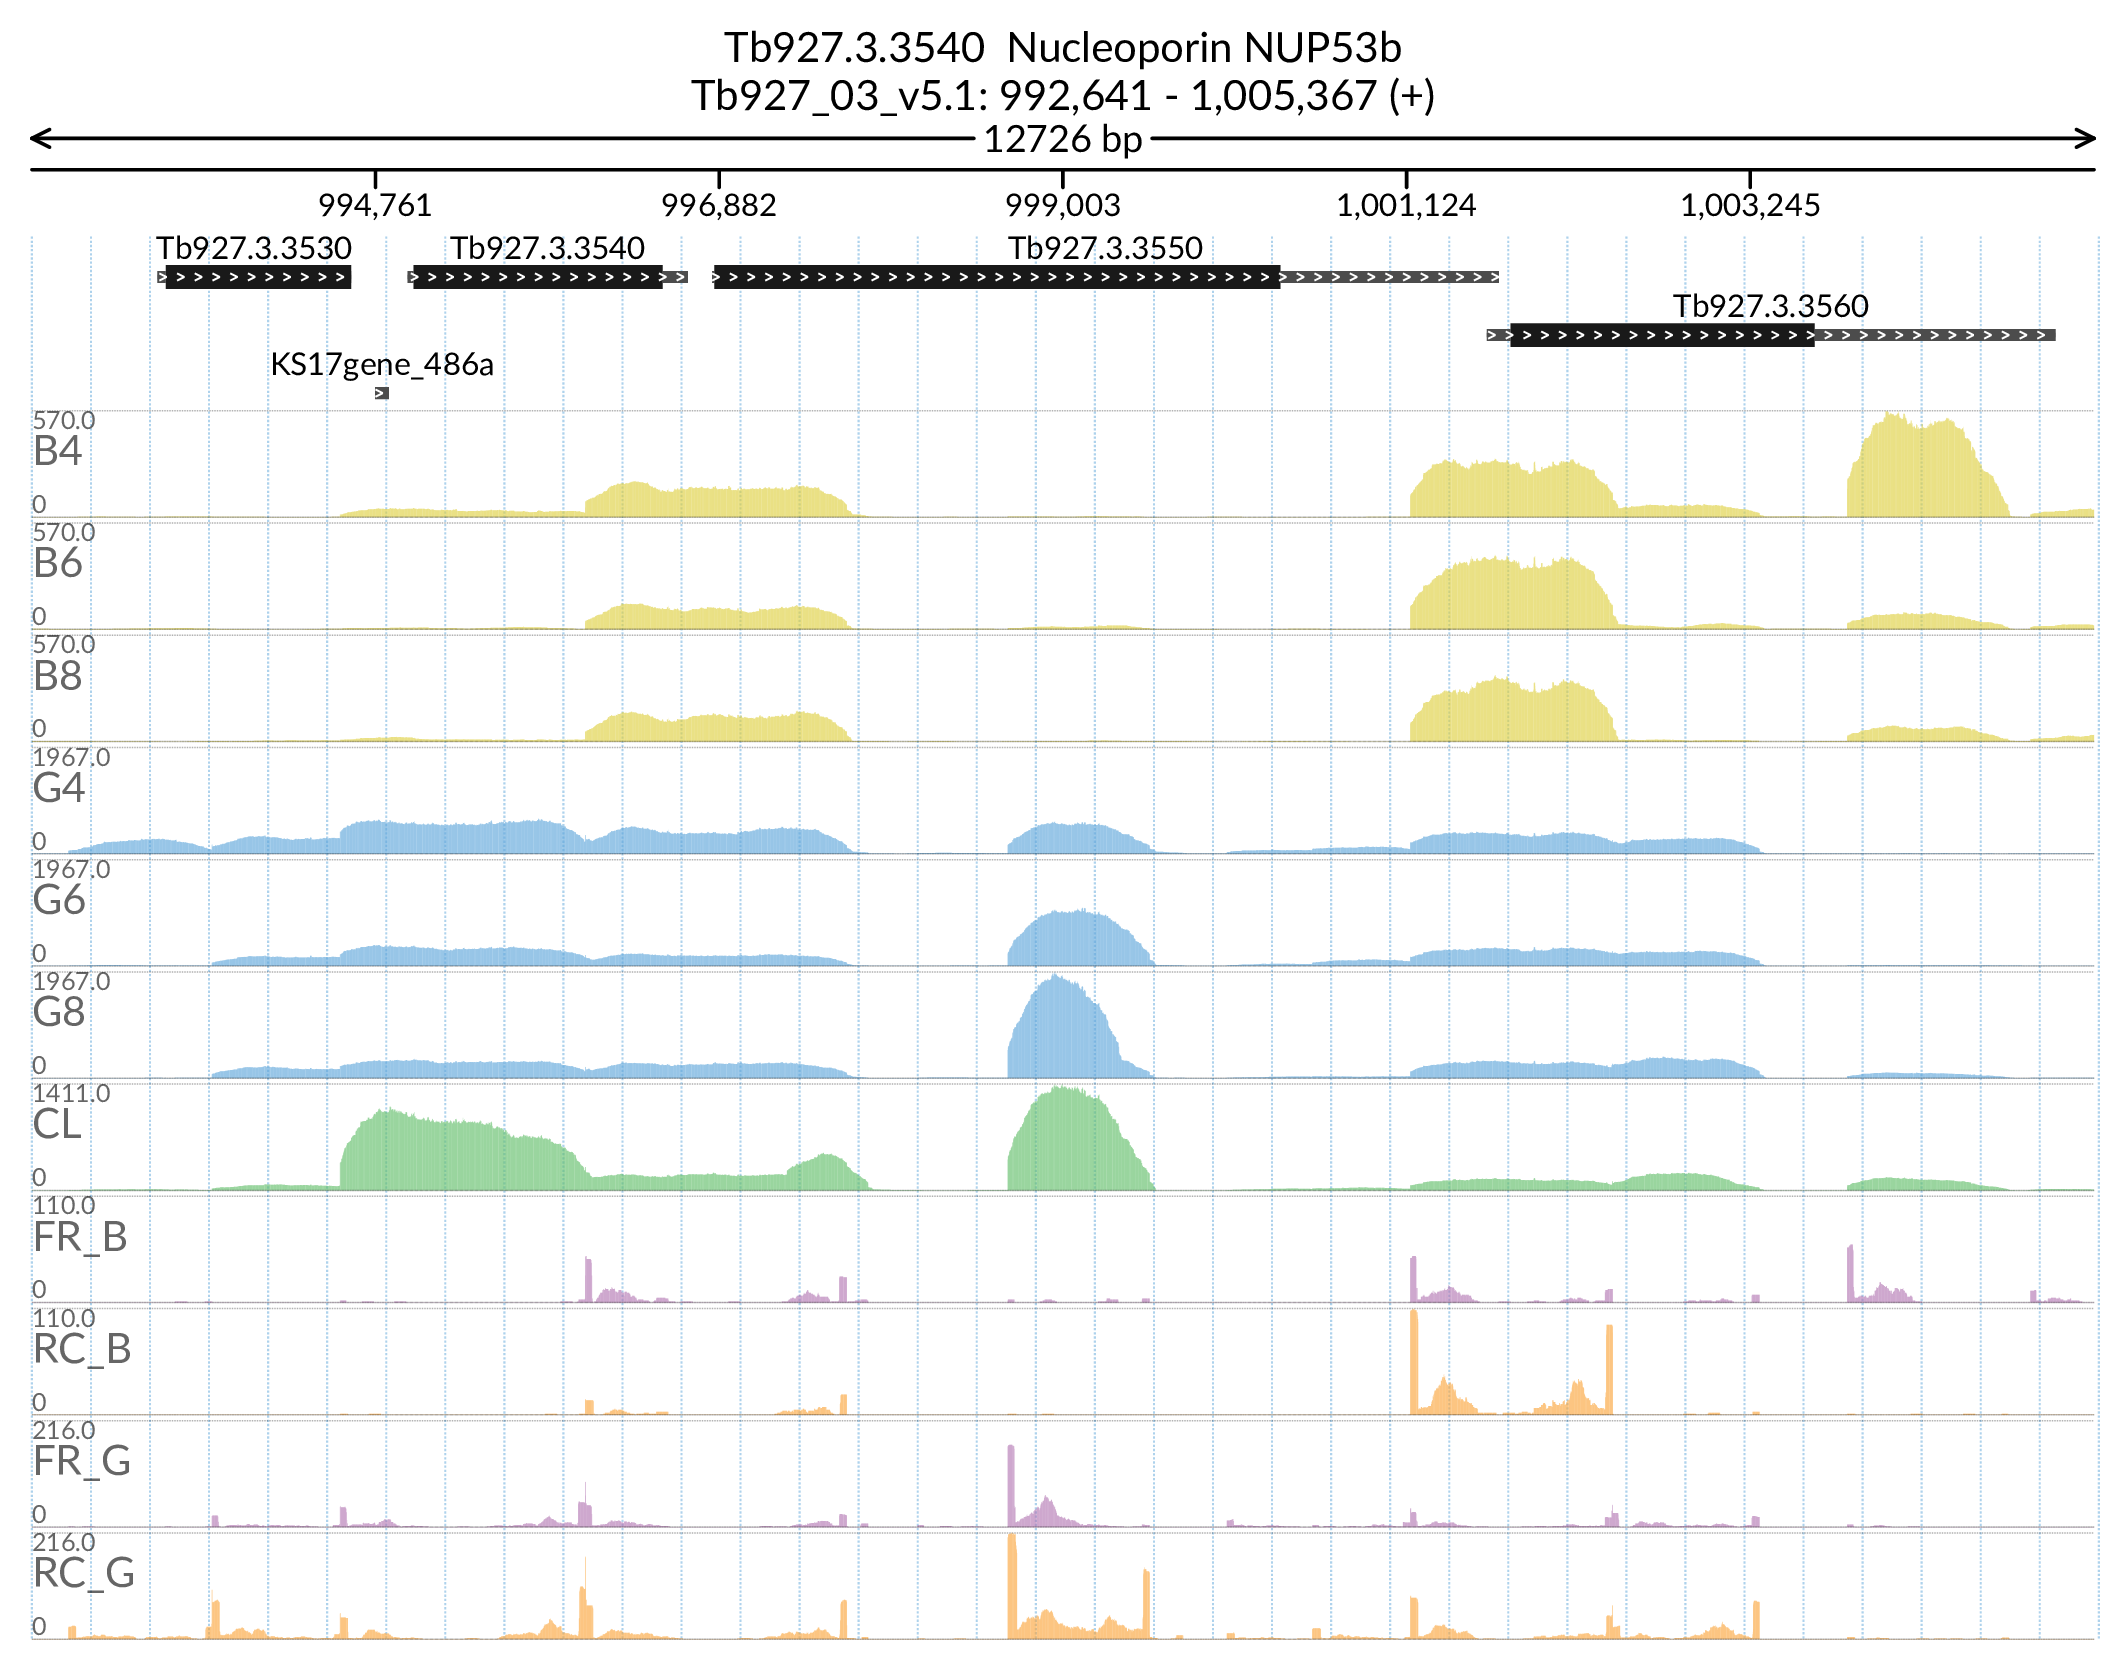 Tb927.3.3540  Nucleoporin NUP53b
Tb927_03_v5.1: 992,641 - 1,005,367 (+)
12726 bp
994,761 996,882 999,003 1,001,124 1,003,245
Tb927.3.3530 Tb927.3.3540 Tb927.3.3550
Tb927.3.3560
KS17gene_486a
570.0
B4
0
570.0
B6
0
570.0
B8
0
1967.0
G4
0
1967.0
G6
0
1967.0
G8
0
1411.0
CL
0
110.0
FR_B
0
110.0
RC_B
0
216.0
FR_G
0
216.0
RC_G
0